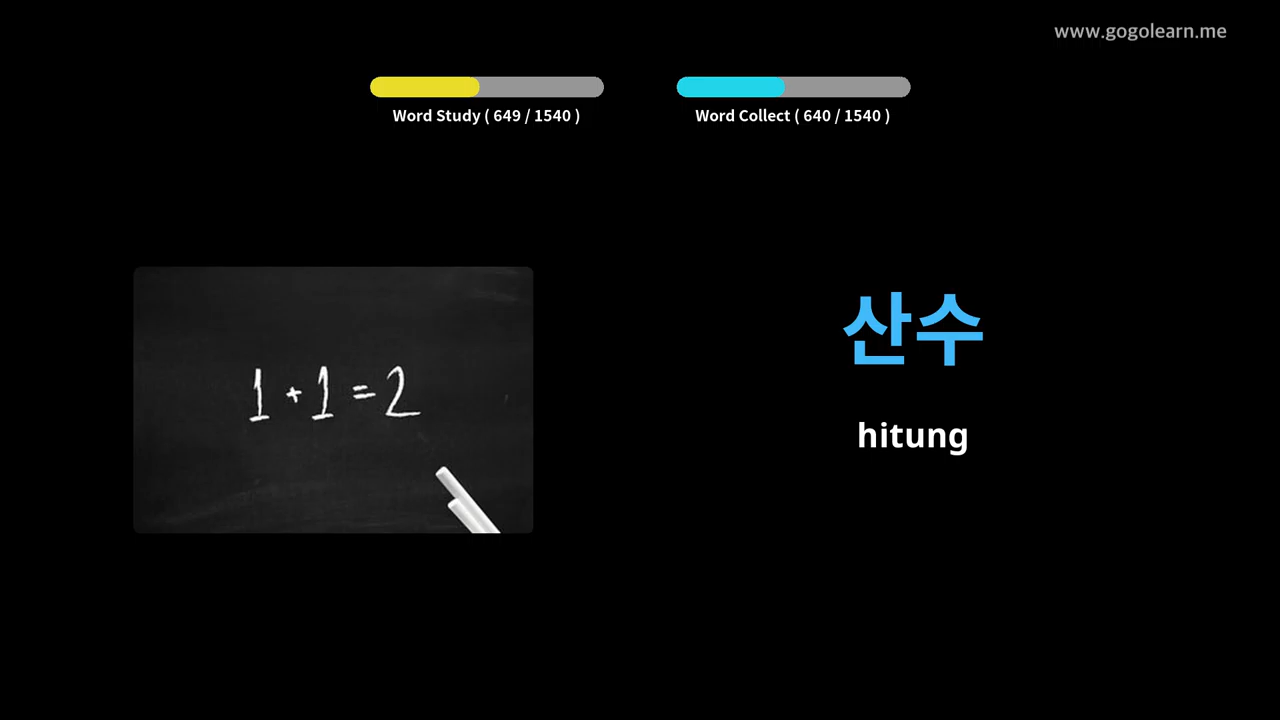 www.gogolearn.me
Word Study ( 649 / 1540 )
Word Collect ( 640 / 1540 )
1 + 1 = 2
산수
hitung